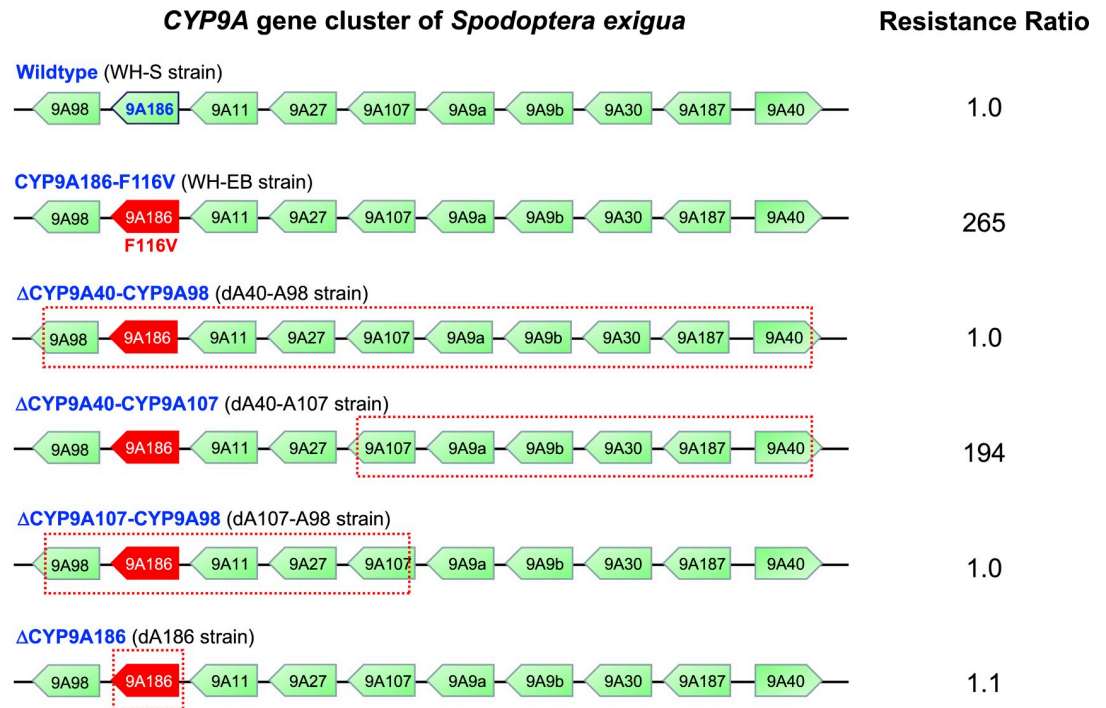 CYP9A gene cluster of Spodoptera exigua Resistance Ratio
Wildtype (WH-S strain)
9A98 9A186 9A11 9A27 9A107 9A9a 9A9b 9A30 9A187 9A40 1.0
CYP9A186-F116V (WH-EB strain)
9A98 9A186 9A11 9A27 9A107 9A9a 9A9b 9A30 9A187 9A40 265
F116V
ΔCYP9A40-CYP9A98 (dA40-A98 strain)
9A98 9A186 9A11 9A27 9A107 9A9a 9A9b 9A30 9A187 9A40 1.0
ΔCYP9A40-CYP9A107 (dA40-A107 strain)
9A98 9A186 9A11 9A27 9A107 9A9a 9A9b 9A30 9A187 9A40 194
ΔCYP9A107-CYP9A98 (dA107-A98 strain)
9A98 9A186 9A11 9A27 9A107 9A9a 9A9b 9A30 9A187 9A40 1.0
ΔCYP9A186 (dA186 strain)
9A98 9A186 9A11 9A27 9A107 9A9a 9A9b 9A30 9A187 9A40 1.1